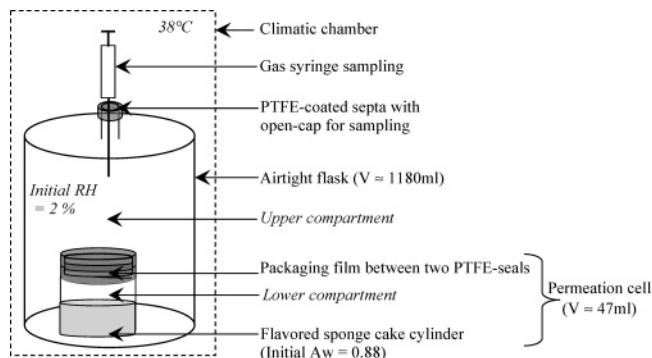 38°C
Climatic chamber
Gas syringe sampling
PTFE-coated septa with
open-cap for sampling
Airtight flask (V ≈ 1180ml)
Initial RH
= 2 %
Upper compartment
Packaging film between two PTFE-seals
Lower compartment
Permeation cell
(V ≈ 47ml)
Flavored sponge cake cylinder
(Initial Aw = 0.88)